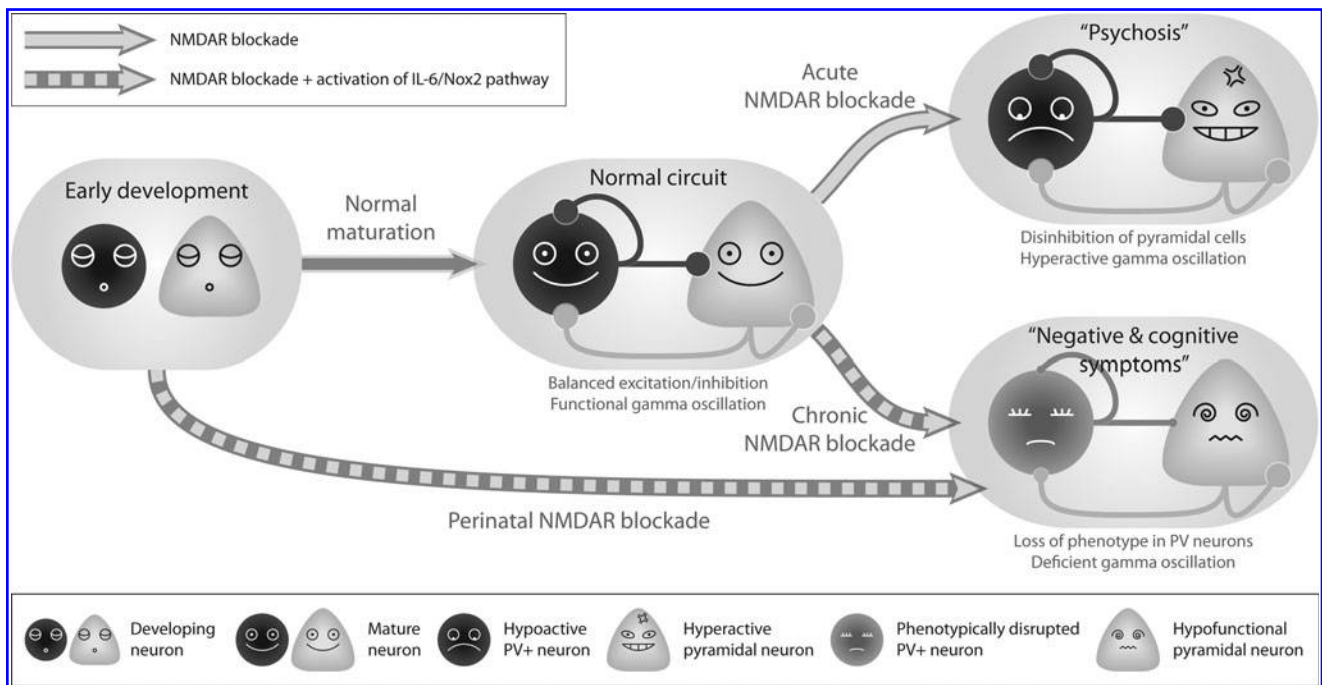 NMDAR blockade
NMDAR blockade + activation of IL-6/Nox2 pathway
Early development
Normal
maturation
Normal circuit
Balanced excitation/inhibition
Functional gamma oscillation
Acute
NMDAR blockade
“Psychosis”
Disinhibition of pyramidal cells
Hyperactive gamma oscillation
Chronic
NMDAR blockade
“Negative & cognitive
symptoms”
Loss of phenotype in PV neurons
Deficient gamma oscillation
Perinatal NMDAR blockade
Developing
neuron
Mature
neuron
Hypoactive
PV+ neuron
Hyperactive
pyramidal neuron
Phenotypically disrupted
PV+ neuron
Hypofunctional
pyramidal neuron